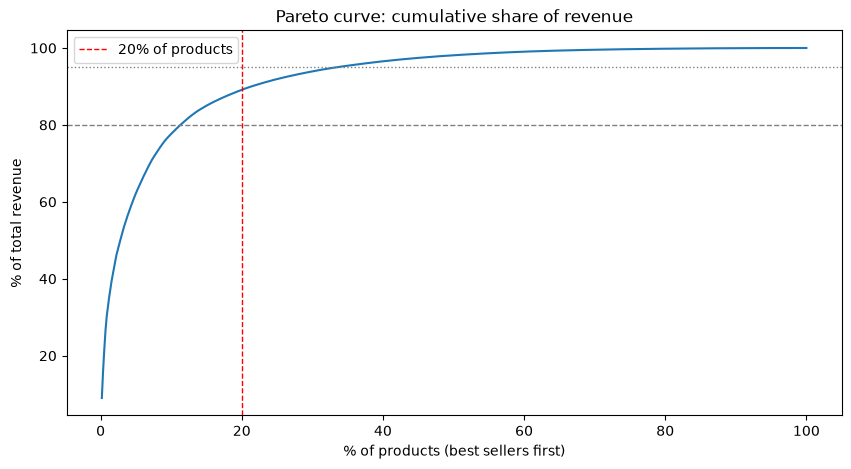 Pareto curve: cumulative share of revenue
20% of products
100
80
60
40
20
% of total revenue
0 20 40 60 80 100
% of products (best sellers first)